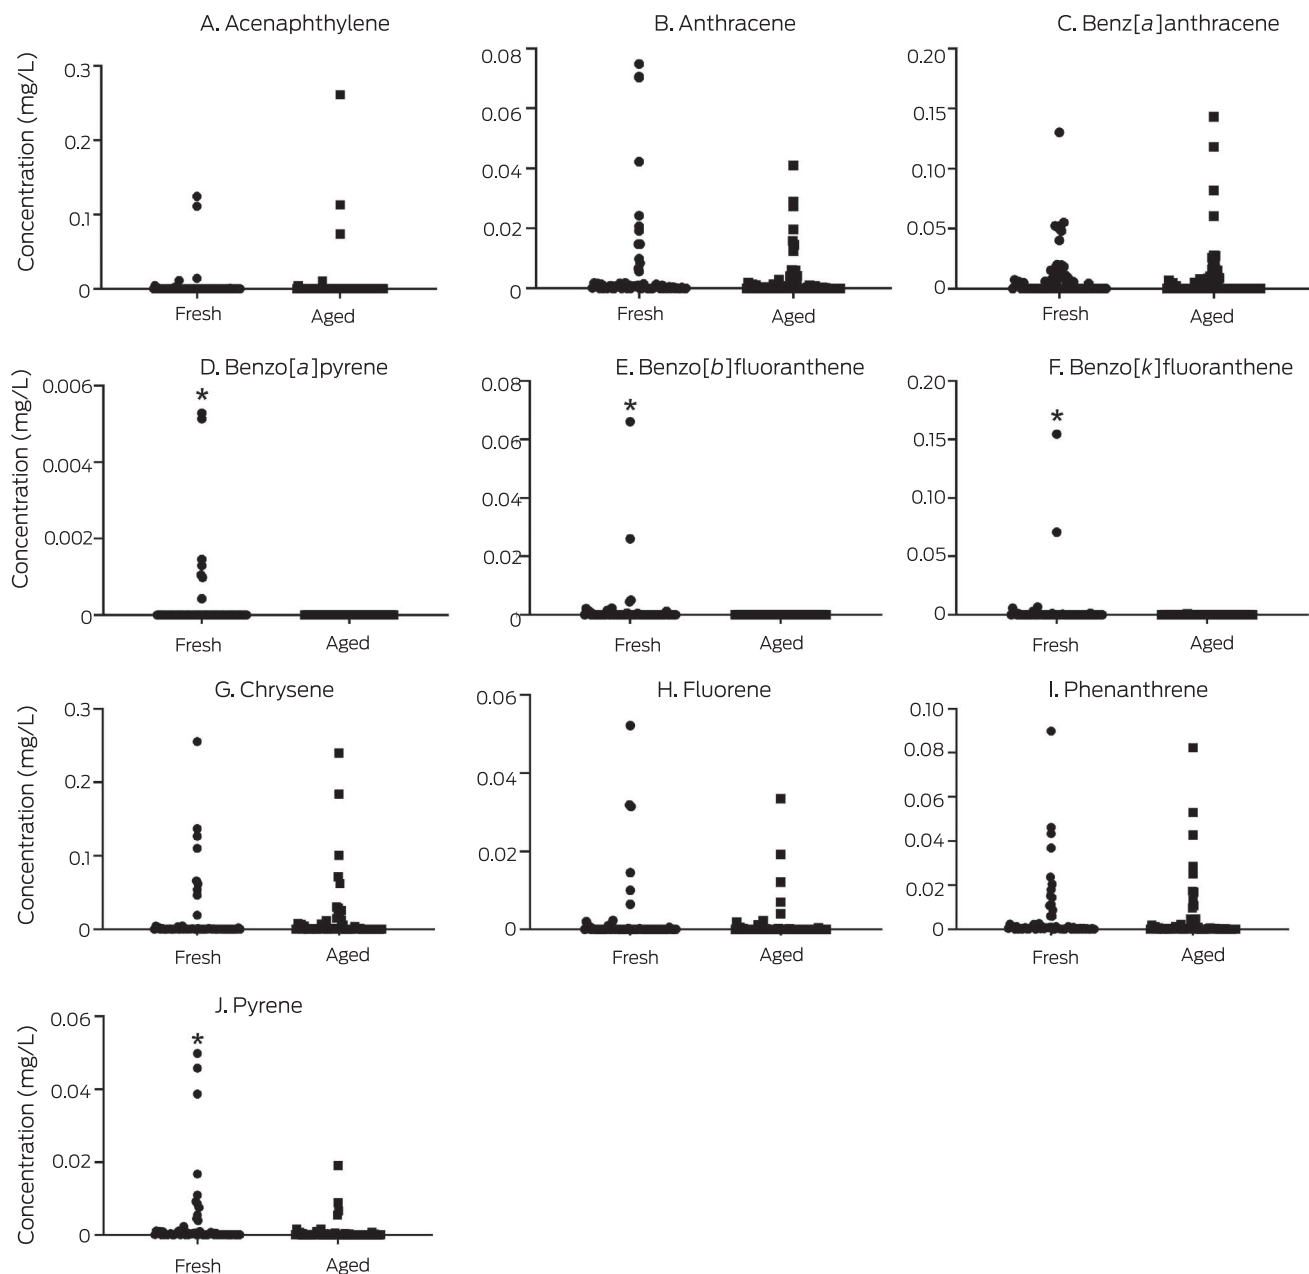 A. Acenaphthylene
B. Anthracene
C. Benz[a]anthracene
Concentration (mg/L)
0.3
0.2
0.1
0
Fresh
Aged
0.08
0.06
0.04
0.02
0
Fresh
Aged
0.20
0.15
0.10
0.05
0
Fresh
Aged
D. Benzo[a]pyrene
E. Benzo[b]fluoranthene
F. Benzo[k]fluoranthene
Concentration (mg/L)
0.006
0.004
0.002
0
*
Fresh
Aged
0.08
0.06
0.04
0.02
0
*
Fresh
Aged
0.20
0.15
0.10
0.05
0
*
Fresh
Aged
G. Chrysene
H. Fluorene
I. Phenanthrene
Concentration (mg/L)
0.3
0.2
0.1
0
Fresh
Aged
0.06
0.04
0.02
0
Fresh
Aged
0.10
0.08
0.06
0.04
0.02
0
Fresh
Aged
J. Pyrene
Concentration (mg/L)
0.06
0.04
0.02
0
*
Fresh
Aged